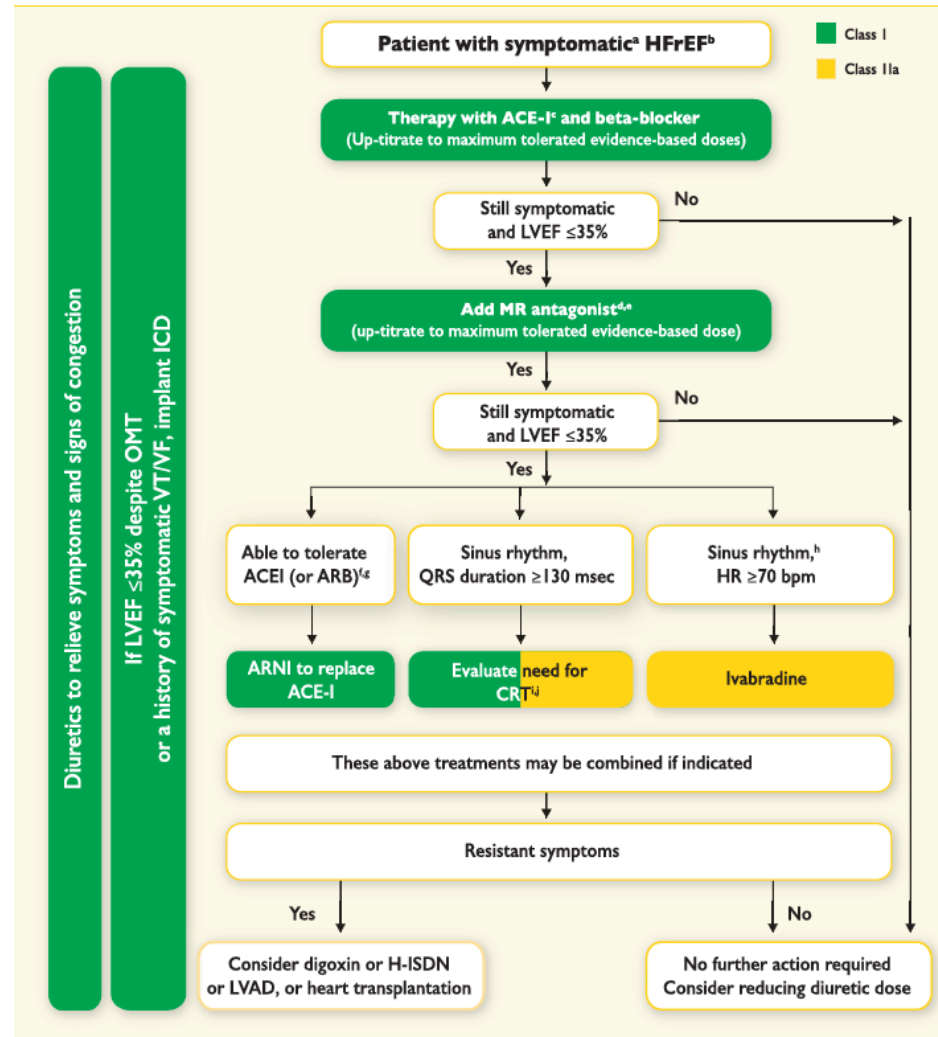 Patient with symptomaticᵃ HFrEFᵇ
Class I
Class IIa
Therapy with ACE-Iᶜ and beta-blocker
(Up-titrate to maximum tolerated evidence-based doses)
Still symptomatic
and LVEF ≤35%
No
Yes
Add MR antagonistᵈ,ᵉ
(up-titrate to maximum tolerated evidence-based dose)
Yes
Still symptomatic
and LVEF ≤35%
No
Yes
Able to tolerate
ACEI (or ARB)ᶠ,ᵍ
Sinus rhythm,
QRS duration ≥130 msec
Sinus rhythm,ʰ
HR ≥70 bpm
ARNI to replace
ACE-I
Evaluate need for
CRTⁱ,ʲ
Ivabradine
These above treatments may be combined if indicated
Resistant symptoms
Yes
No
Consider digoxin or H-ISDN
or LVAD, or heart transplantation
No further action required
Consider reducing diuretic dose
Diuretics to relieve symptoms and signs of congestion
If LVEF ≤35% despite OMT
or a history of symptomatic VT/VF, implant ICD